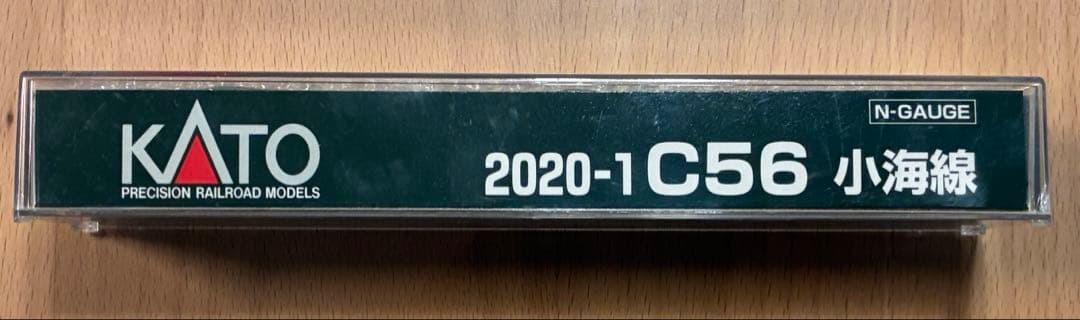 KATO
PRECISION RAILROAD MODELS
N-GAUGE
2020-1 C56 小海線